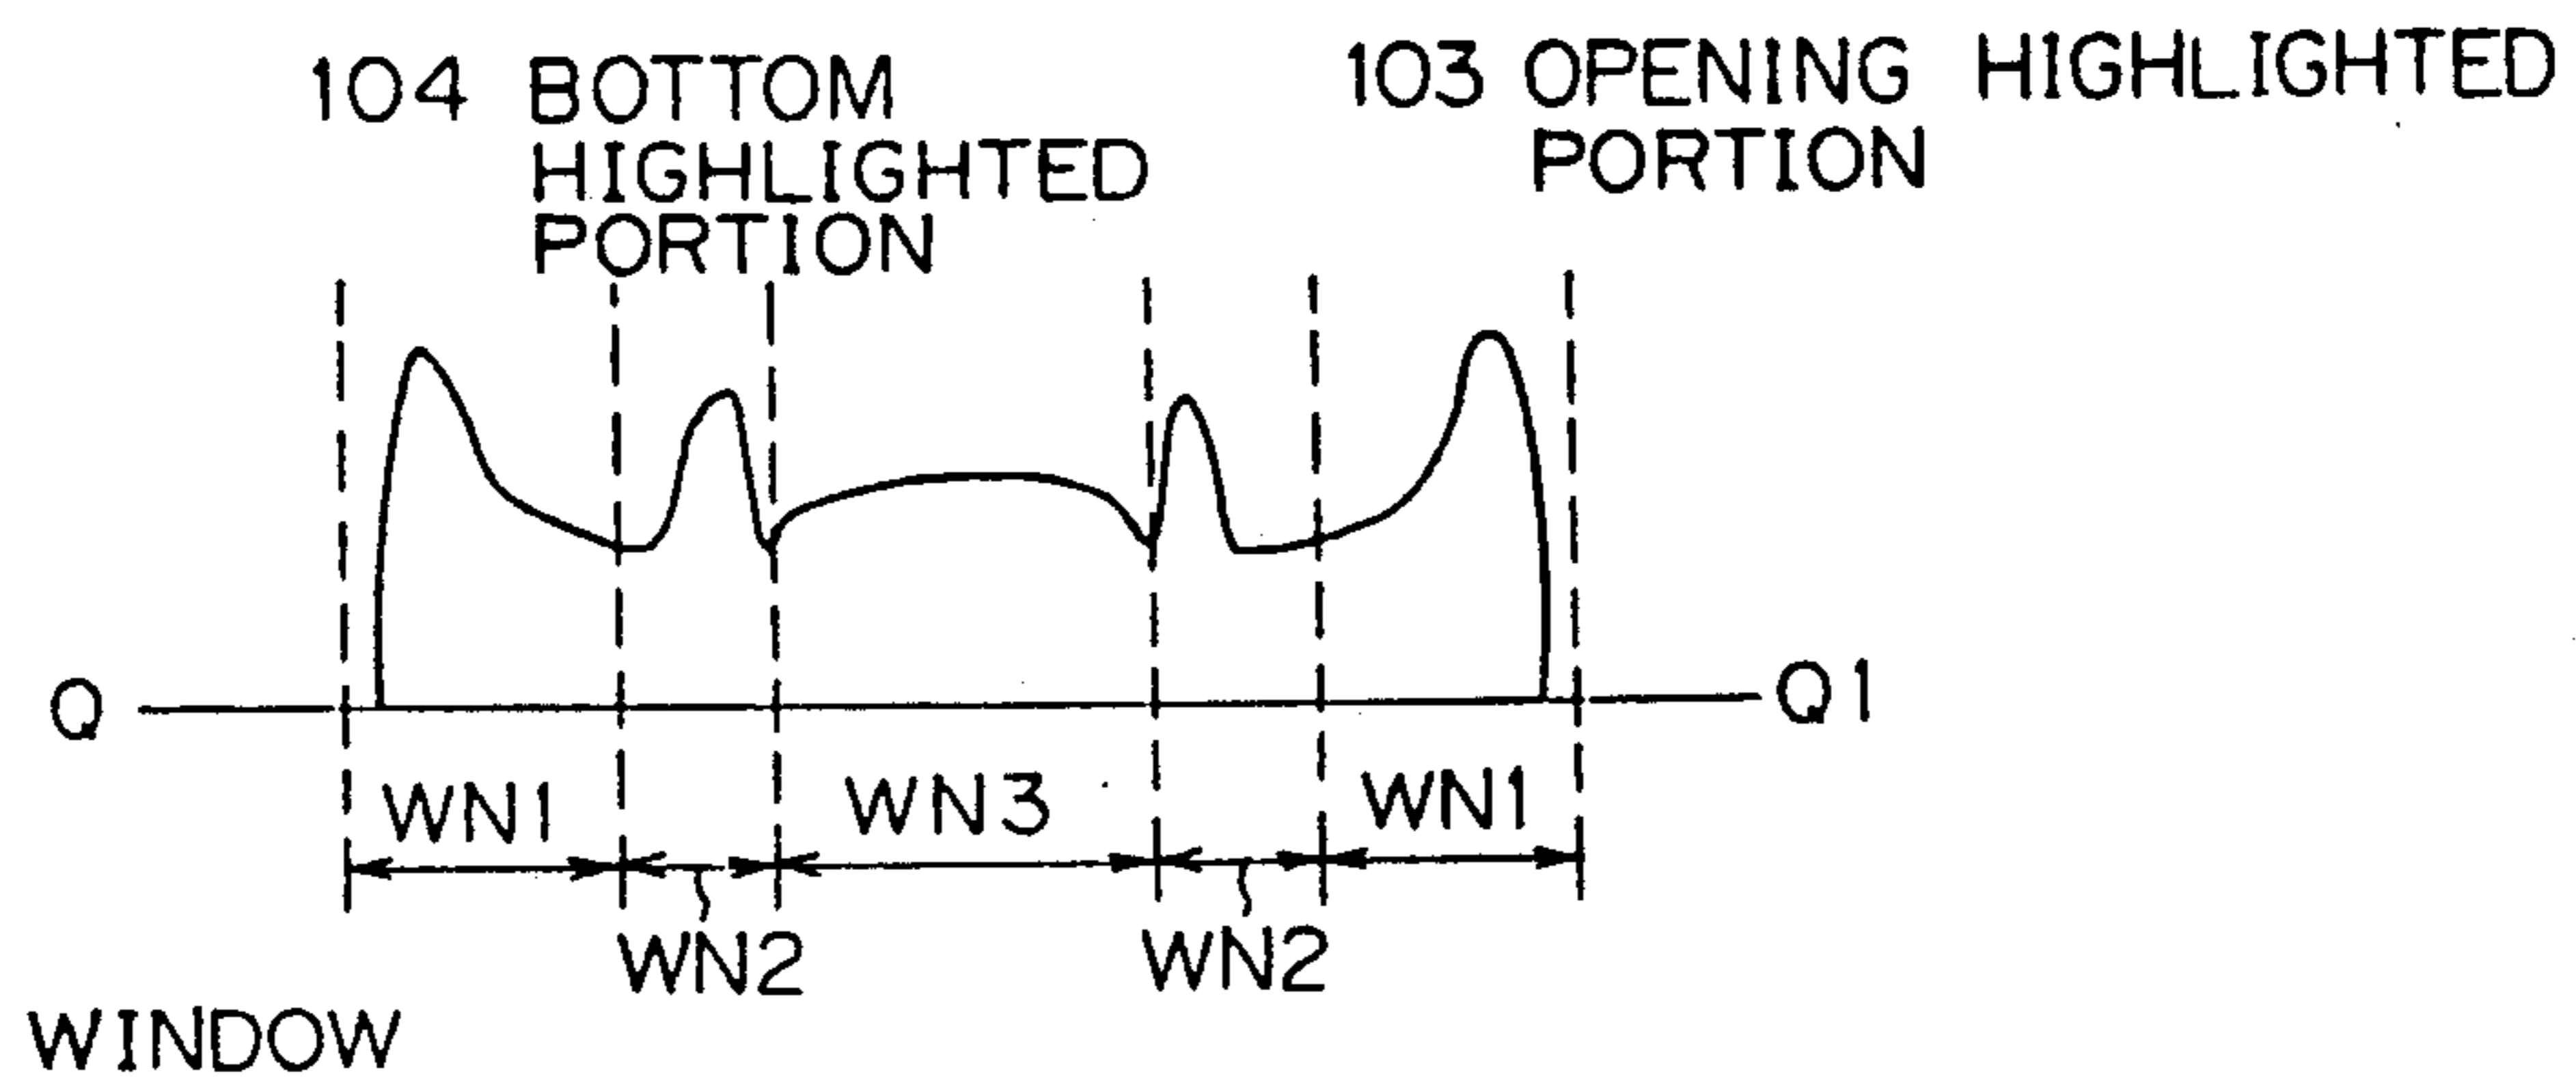 104 BOTTOM
HIGHLIGHTED
PORTION
103 OPENING HIGHLIGHTED
PORTION
Q
Q1
WN1
WN3
WN1
WN2
WN2
WINDOW